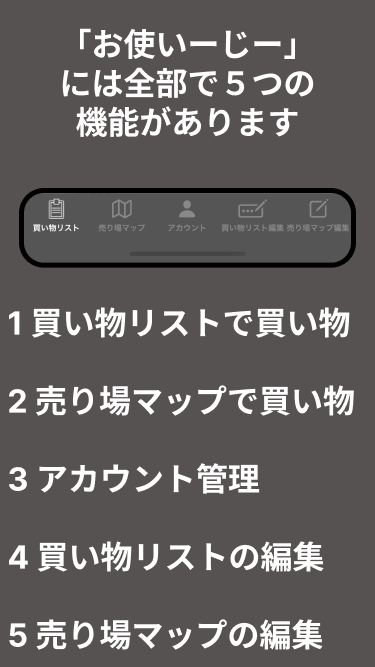 「お使いーじー」
には全部で５つの
機能があります
買い物リスト
売り場マップ
アカウント
買い物リスト編集
売り場マップ編集
1 買い物リストで買い物
2 売り場マップで買い物
3 アカウント管理
4 買い物リストの編集
5 売り場マップの編集